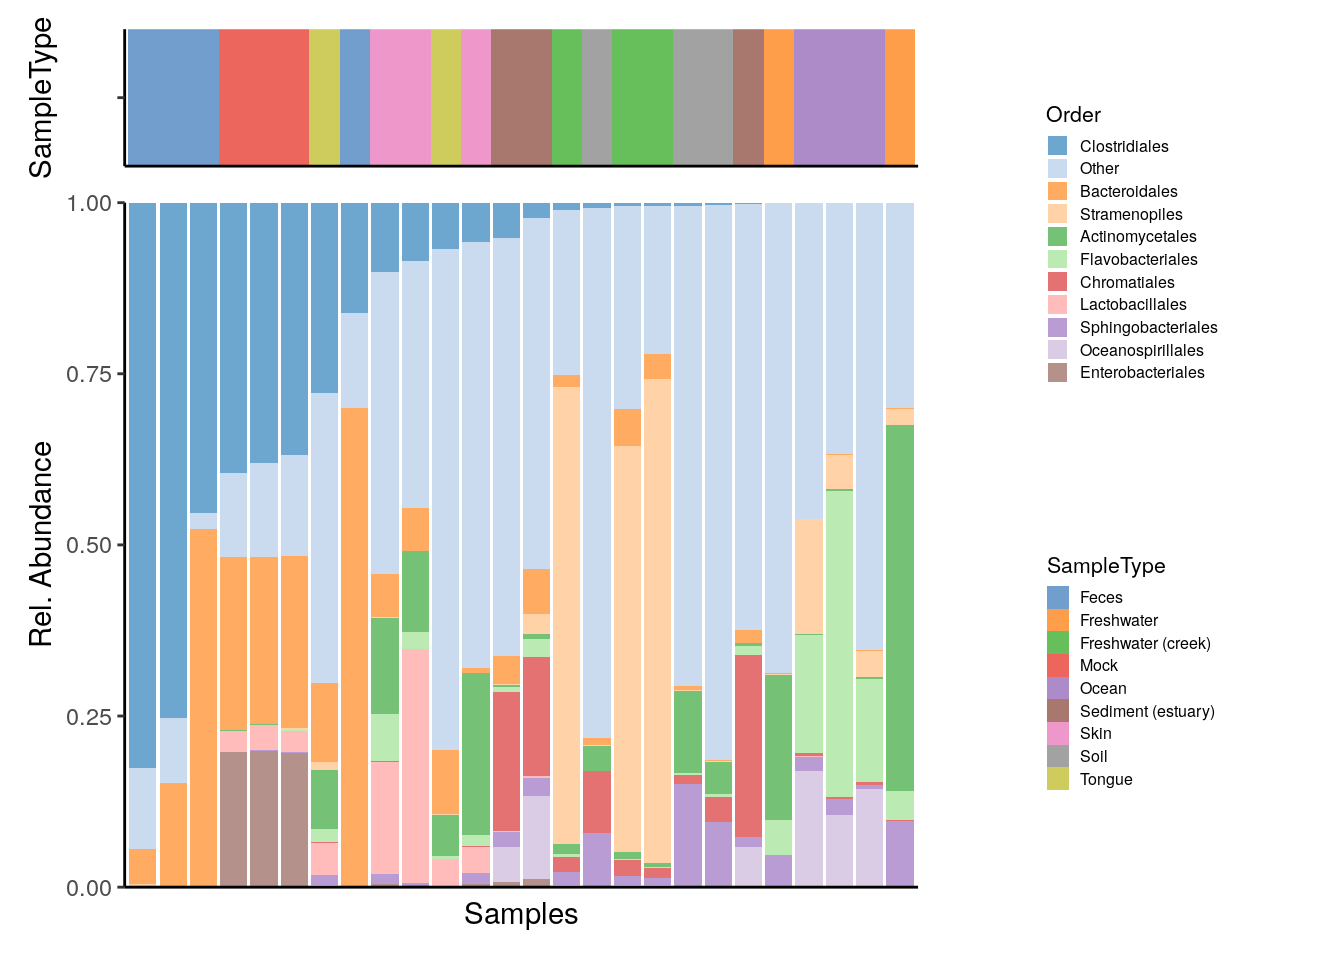 SampleType
1.00
0.75
0.50
0.25
0.00
Rel. Abundance
Samples
Order
Clostridiales
Other
Bacteroidales
Stramenopiles
Actinomycetales
Flavobacteriales
Chromatiales
Lactobacillales
Sphingobacteriales
Oceanospirillales
Enterobacteriales
SampleType
Feces
Freshwater
Freshwater (creek)
Mock
Ocean
Sediment (estuary)
Skin
Soil
Tongue